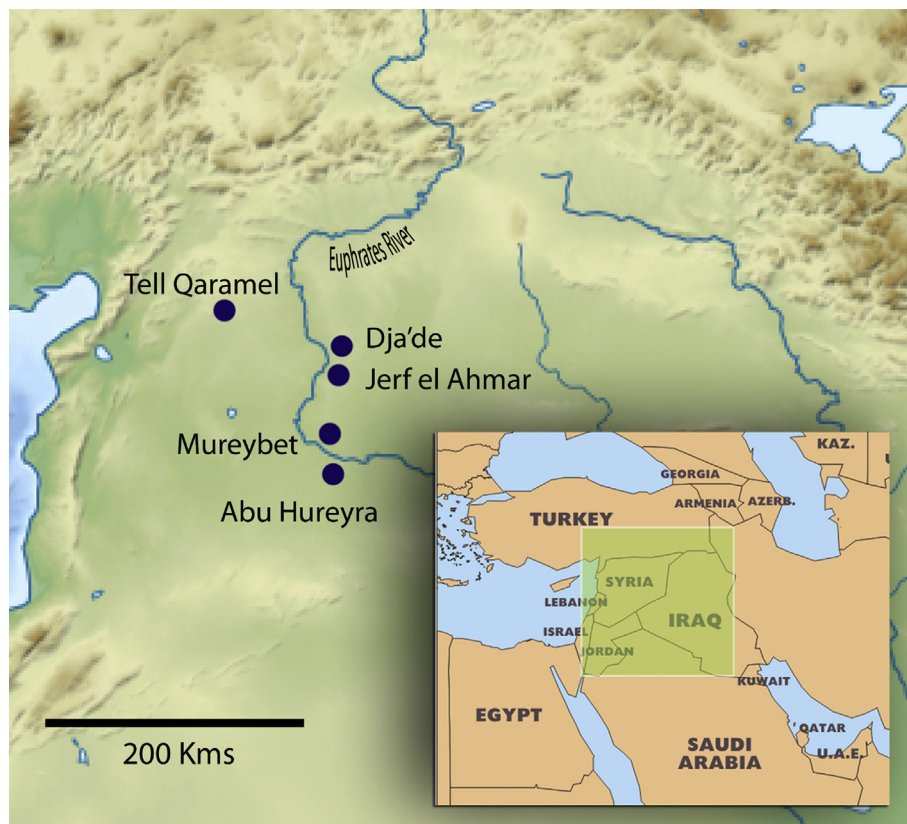 Euphrates River
Tell Qaramel
Dja'de
Jerf el Ahmar
Mureybet
Abu Hureyra
200 Kms
KAZ.
U
GEORGIA
ARMENIA
AZERB.
TURKEY
SYRIA
LEBANON
IRAQ
ISRAEL
JORDAN
KUWAIT
EGYPT
QATAR
SAUDI
ARABIA
U.A.E.